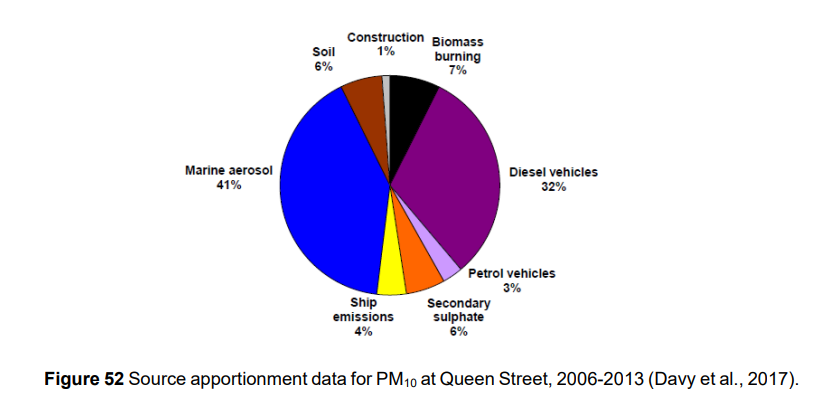 Construction
1%
Biomass
burning
7%
Soil
6%
Marine aerosol
41%
Diesel vehicles
32%
Petrol vehicles
3%
Ship
emissions
4%
Secondary
sulphate
6%
Figure 52 Source apportionment data for PM10 at Queen Street, 2006-2013 (Davy et al., 2017).